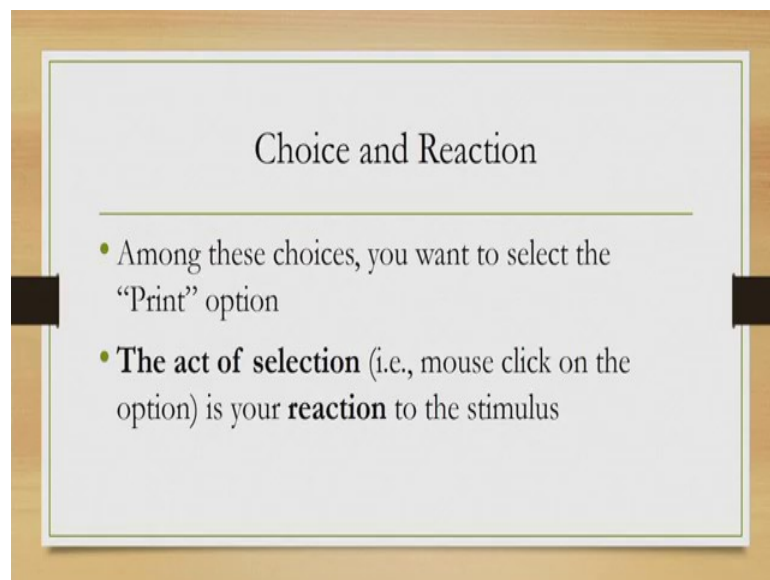 Choice and Reaction
• Among these choices, you want to select the
“Print” option
• The act of selection (i.e., mouse click on the
option) is your reaction to the stimulus